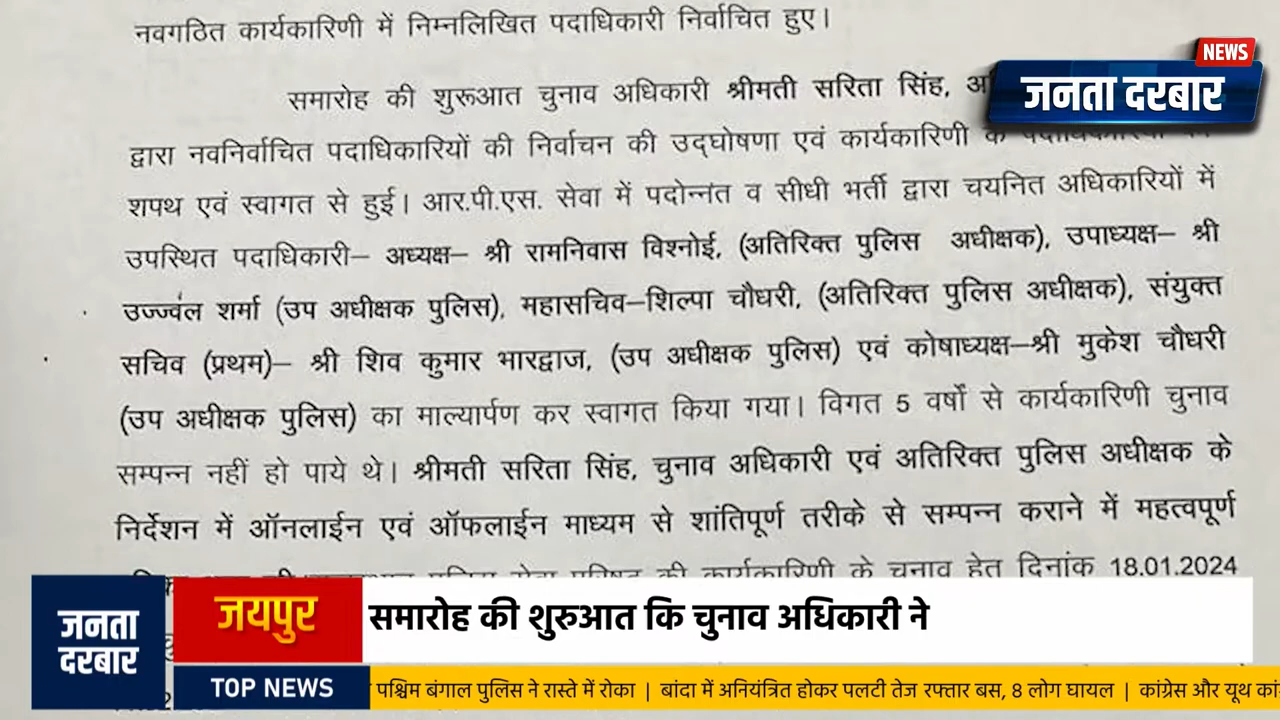 नवगठित कार्यकारिणी में निम्नलिखित पदाधिकारी निर्वाचित हुए।
NEWS
जनता दरबार
समारोह की शुरूआत चुनाव अधिकारी श्रीमती सरिता सिंह,
द्वारा नवनिर्वाचित पदाधिकारियों की निर्वाचन की उद्घोषणा एवं कार्यकारिणी के
शपथ एवं स्वागत से हुई। आर.पी.एस. सेवा में पदोन्नत व सीधी भर्ती द्वारा चयनित अधिकारियों में
उपस्थित पदाधिकारी– अध्यक्ष– श्री रामनिवास विश्नोई, (अतिरिक्त पुलिस अधीक्षक), उपाध्यक्ष– श्री
उज्ज्वल शर्मा (उप अधीक्षक पुलिस), महासचिव–शिल्पा चौधरी, (अतिरिक्त पुलिस अधीक्षक), संयुक्त
सचिव (प्रथम)– श्री शिव कुमार भारद्वाज, (उप अधीक्षक पुलिस) एवं कोषाध्यक्ष–श्री मुकेश चौधरी
(उप अधीक्षक पुलिस) का माल्यार्पण कर स्वागत किया गया। विगत 5 वर्षों से कार्यकारिणी चुनाव
सम्पन्न नहीं हो पाये थे। श्रीमती सरिता सिंह, चुनाव अधिकारी एवं अतिरिक्त पुलिस अधीक्षक के
निर्देशन में ऑनलाईन एवं ऑफलाईन माध्यम से शांतिपूर्ण तरीके से सम्पन्न कराने में महत्वपूर्ण
पुलिस सेवा परिषद की कार्यकारिणी के चुनाव हेतु दिनांक 18.01.2024
जनता दरबार
जयपुर
समारोह की शुरुआत कि चुनाव अधिकारी ने
TOP NEWS
पश्चिम बंगाल पुलिस ने रास्ते में रोका | बांदा में अनियंत्रित होकर पलटी तेज रफ्तार बस, 8 लोग घायल | कांग्रेस और यूथ